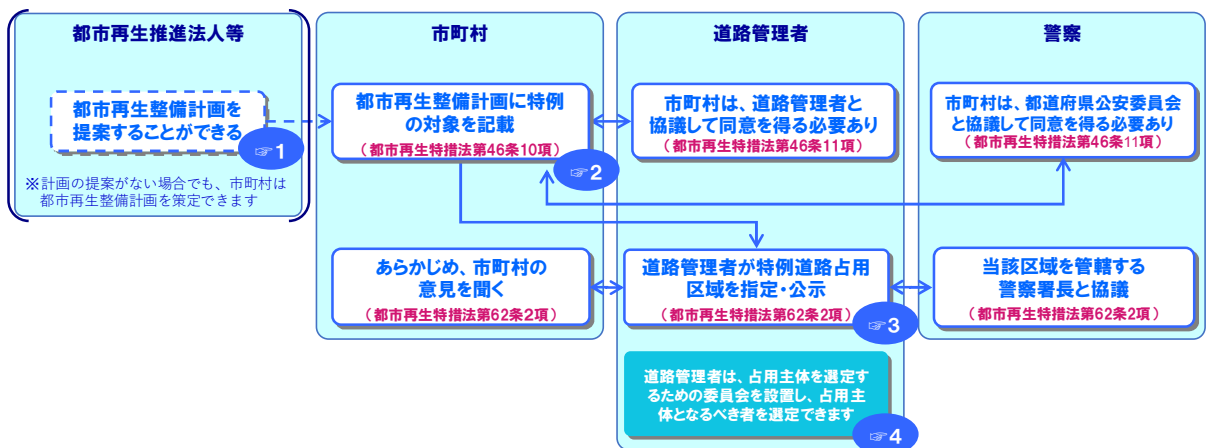 都市再生推進法人等
都市再生整備計画を
提案することができる
☞1
※計画の提案がない場合でも、市町村は
都市再生整備計画を策定できます
市町村
都市再生整備計画に特例
の対象を記載
（都市再生特措法第46条10項）
☞2
あらかじめ、市町村の
意見を聞く
（都市再生特措法第62条2項）
道路管理者
市町村は、道路管理者と
協議して同意を得る必要あり
（都市再生特措法第46条11項）
道路管理者が特例道路占用
区域を指定・公示
（都市再生特措法第62条2項）
☞3
道路管理者は、占用主体を選定す
るための委員会を設置し、占用主
体となるべき者を選定できます
☞4
警察
市町村は、都道府県公安委員会
と協議して同意を得る必要あり
（都市再生特措法第46条11項）
当該区域を管轄する
警察署長と協議
（都市再生特措法第62条2項）